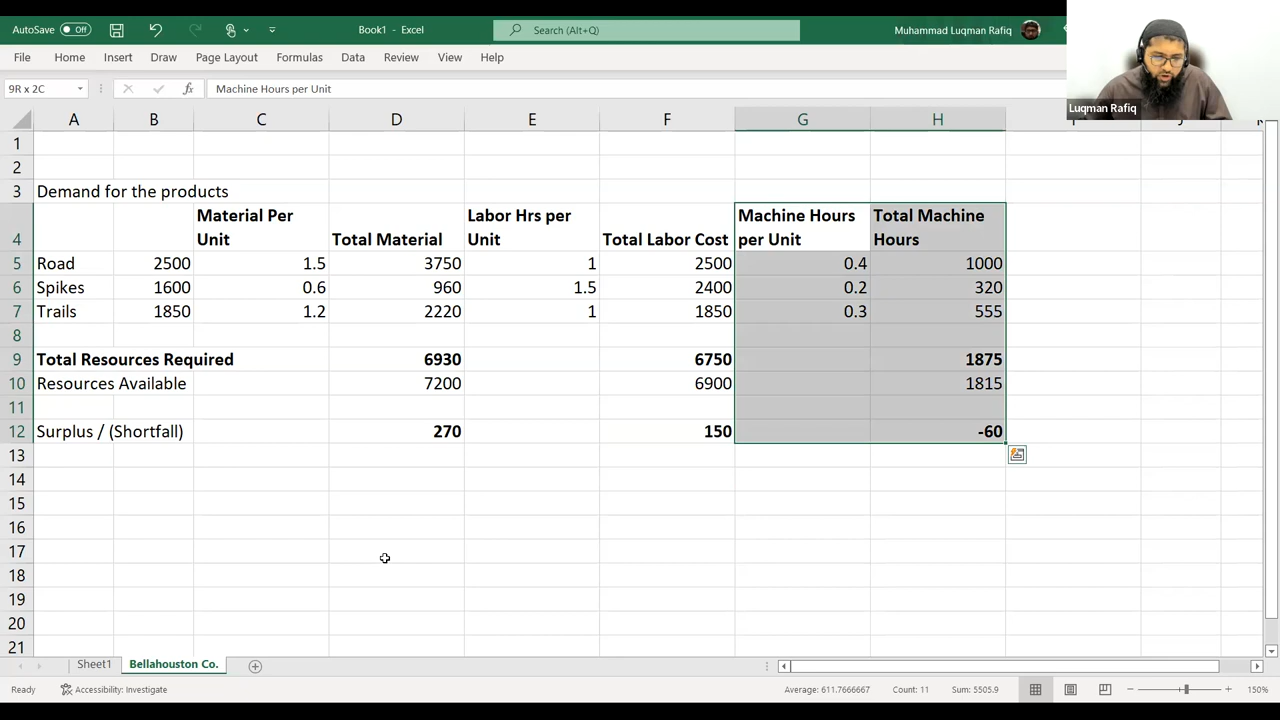 AutoSave Off Book1 - Excel Search (Alt+Q) Muhammad Luqman Rafiq
File Home Insert Draw Page Layout Formulas Data Review View Help
Luqman Rafiq
9R x 2C fx Machine Hours per Unit
A B C D E F G H
1
2
3 Demand for the products
4 Material Per Unit Total Material Labor Hrs per Unit Total Labor Cost Machine Hours per Unit Total Machine Hours
5 Road 2500 1.5 3750 1 2500 0.4 1000
6 Spikes 1600 0.6 960 1.5 2400 0.2 320
7 Trails 1850 1.2 2220 1 1850 0.3 555
8
9 Total Resources Required 6930 6750 1875
10 Resources Available 7200 6900 1815
11
12 Surplus / (Shortfall) 270 150 -60
13
14
15
16
17
18
19
20
21
Sheet1 Bellahouston Co.
Ready Accessibility: Investigate Average: 611.7666667 Count: 11 Sum: 5505.9 150%